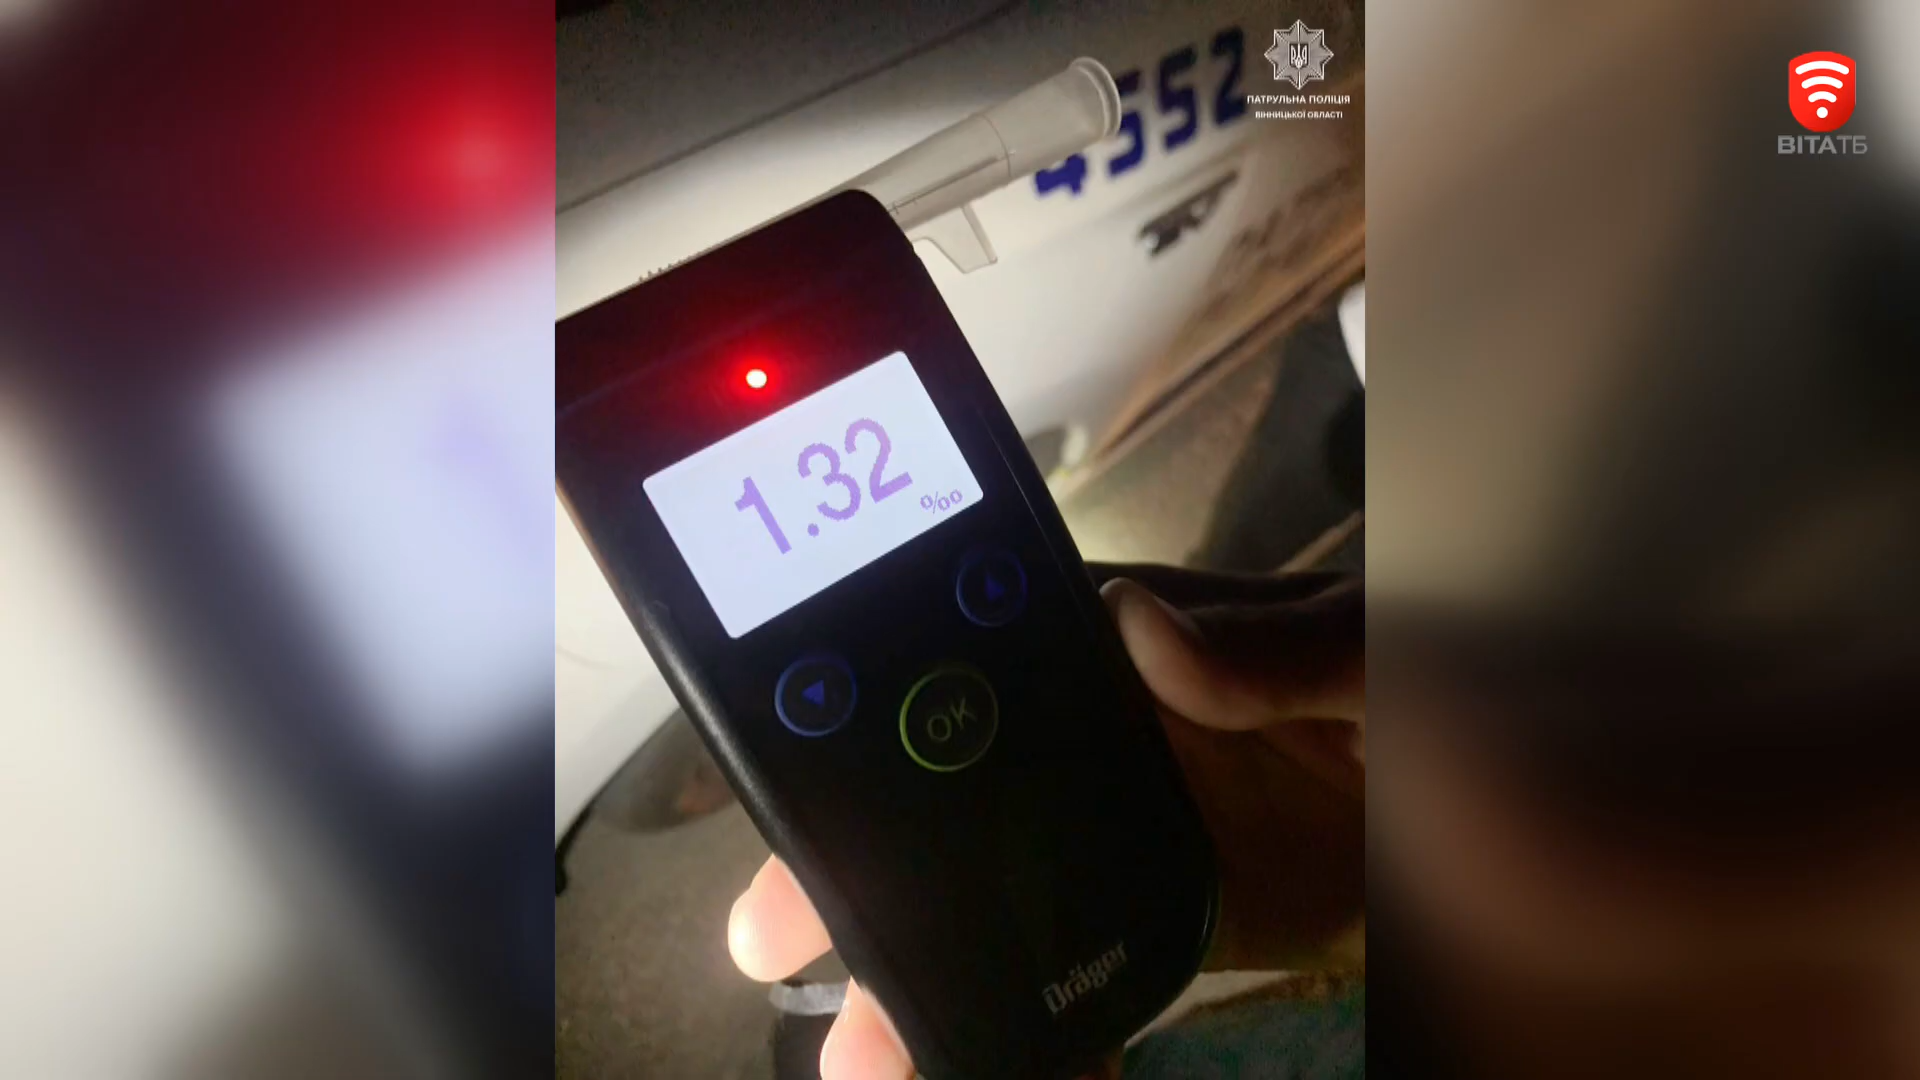 4552
ПАТРУЛЬНА ПОЛІЦІЯ
ВІННИЦЬКОЇ ОБЛАСТІ
ВІТАТБ
1.32
‰
OK
Dräger